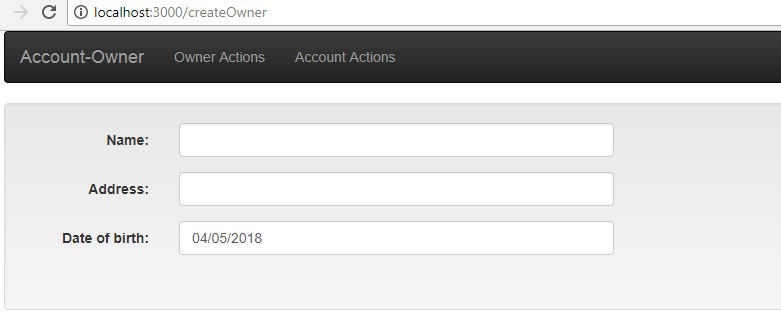 localhost:3000/createOwner
Account-Owner Owner Actions Account Actions
Name:
Address:
Date of birth: 04/05/2018